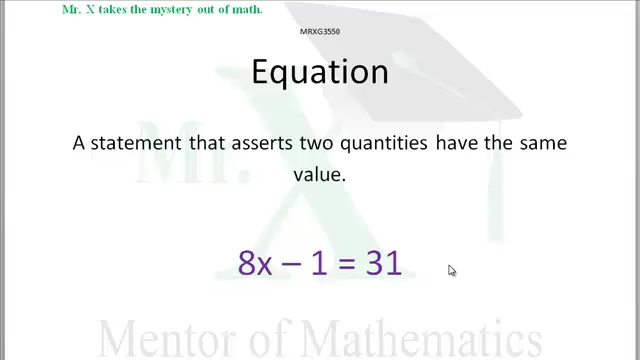 Mr. X takes the mystery out of math.
MRXG3550
Equation
A statement that asserts two quantities have the same
value.
Mr. X
8x – 1 = 31
Mentor of Mathematics